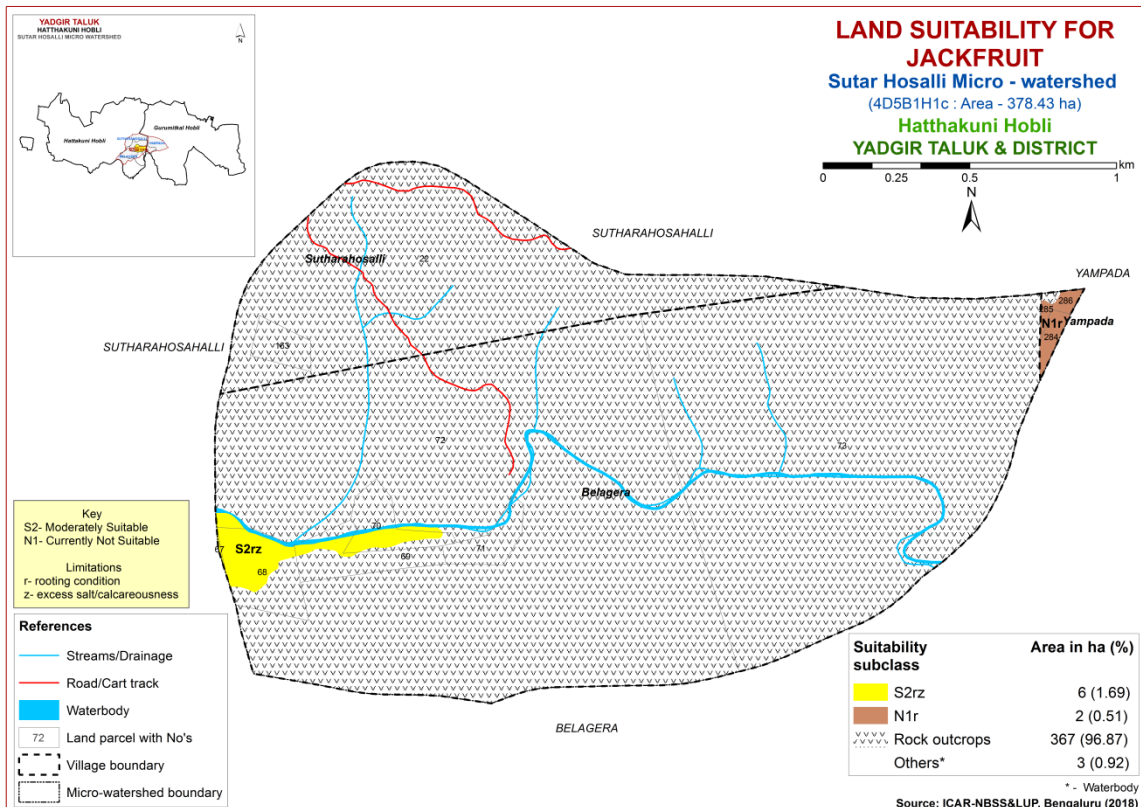 YADGIR TALUK
HATTHAKUNI HOBLI
SUTAR HOSALLI MICRO WATERSHED
N
Hattakuni Hobli
Gurumitkal Hobli
LAND SUITABILITY FOR
JACKFRUIT
Sutar Hosalli Micro - watershed
(4D5B1H1c : Area - 378.43 ha)
Hatthakuni Hobli
YADGIR TALUK & DISTRICT
km
0 0.25 0.5 1
N
SUTHARAHOSAHALLI
Sutharahosalli
22
YAMPADA
286
285
N1r Yampada
284
SUTHARAHOSAHALLI
163
72
73
Belagera
70
67
S2rz
71
69
68
BELAGERA
Key
S2- Moderately Suitable
N1- Currently Not Suitable
Limitations
r- rooting condition
z- excess salt/calcareousness
References
Streams/Drainage
Road/Cart track
Waterbody
72 Land parcel with No's
Village boundary
Micro-watershed boundary
Suitability subclass Area in ha (%)
S2rz 6 (1.69)
N1r 2 (0.51)
Rock outcrops 367 (96.87)
Others* 3 (0.92)
* - Waterbody
Source: ICAR-NBSS&LUP, Bengaluru (2018)